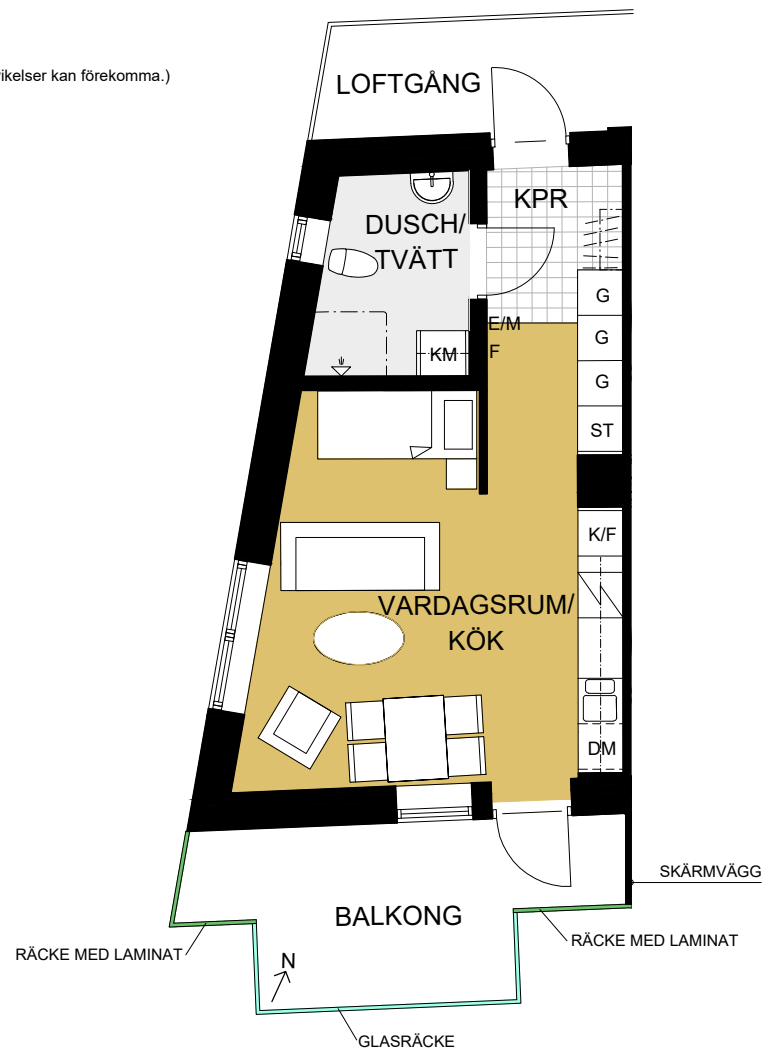 ikelser kan förekomma.)
LOFTGÅNG
KPR
DUSCH/
TVÄTT
G
E/M
F
G
KM
G
ST
K/F
VARDAGSRUM/
KÖK
DM
SKÄRMVÄGG
BALKONG
RÄCKE MED LAMINAT
RÄCKE MED LAMINAT
N
GLASRÄCKE